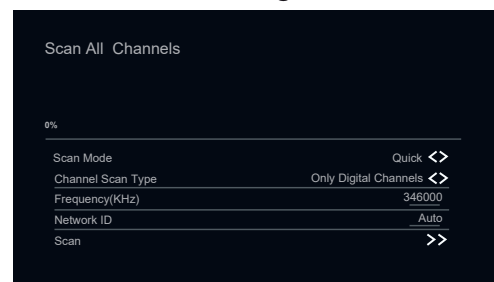 Scan All Channels
0%
Scan Mode Quick <>
Channel Scan Type Only Digital Channels <>
Frequency(KHz) 346000
Network ID Auto
Scan >>